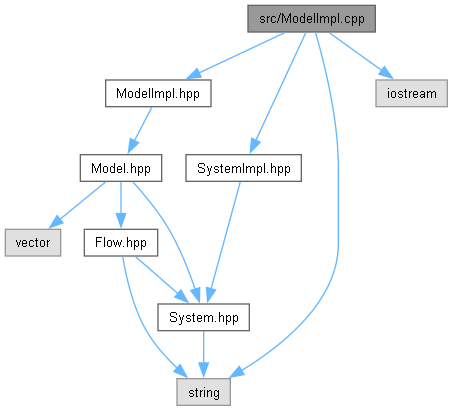 src/ModelImpl.cpp
ModelImpl.hpp
iostream
Model.hpp
SystemImpl.hpp
vector
Flow.hpp
System.hpp
string